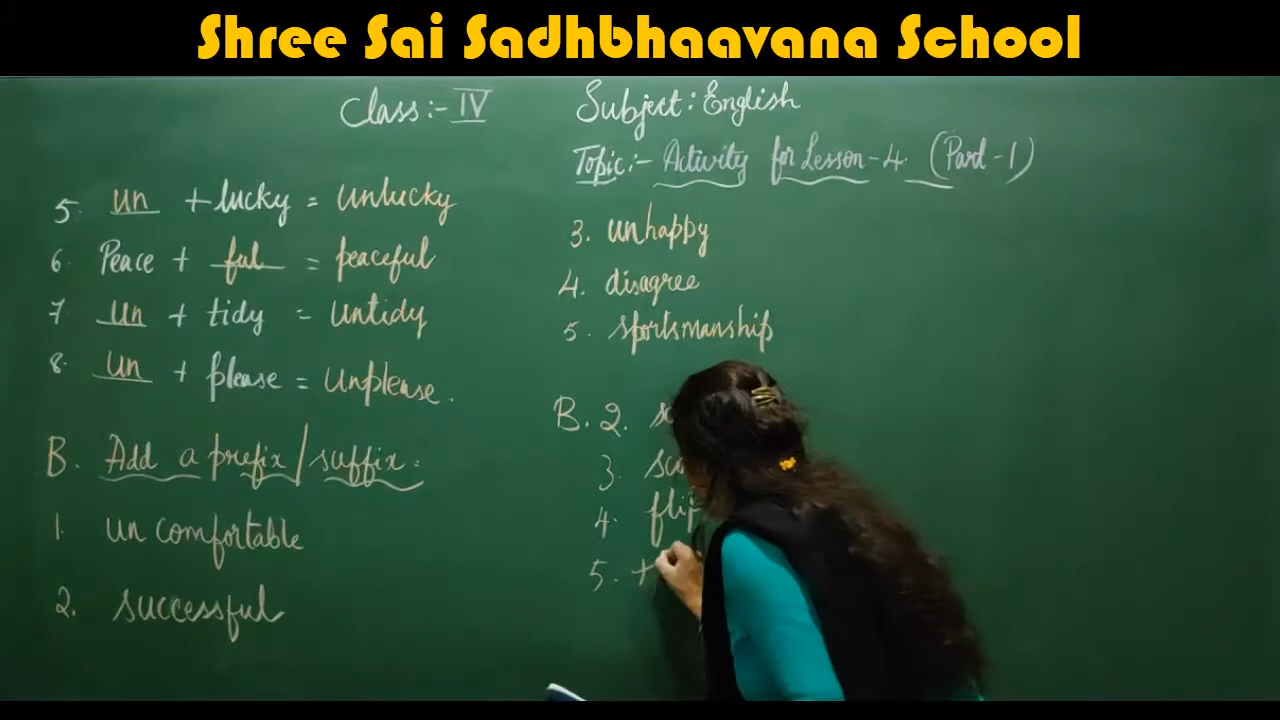 Shree Sai Sadhbhaavana School
Class:- IV
Subject: English
Topic:- Activity for Lesson-4. (Part-1)
5. un + lucky = unlucky
6. Peace + ful = peaceful
7. un + tidy = untidy
8. un + please = unplease.
B. Add a prefix/suffix:
1. uncomfortable
2. successful
3. unhappy
4. disagree
5. sportsmanship
B. 2.
3.
4.
5.